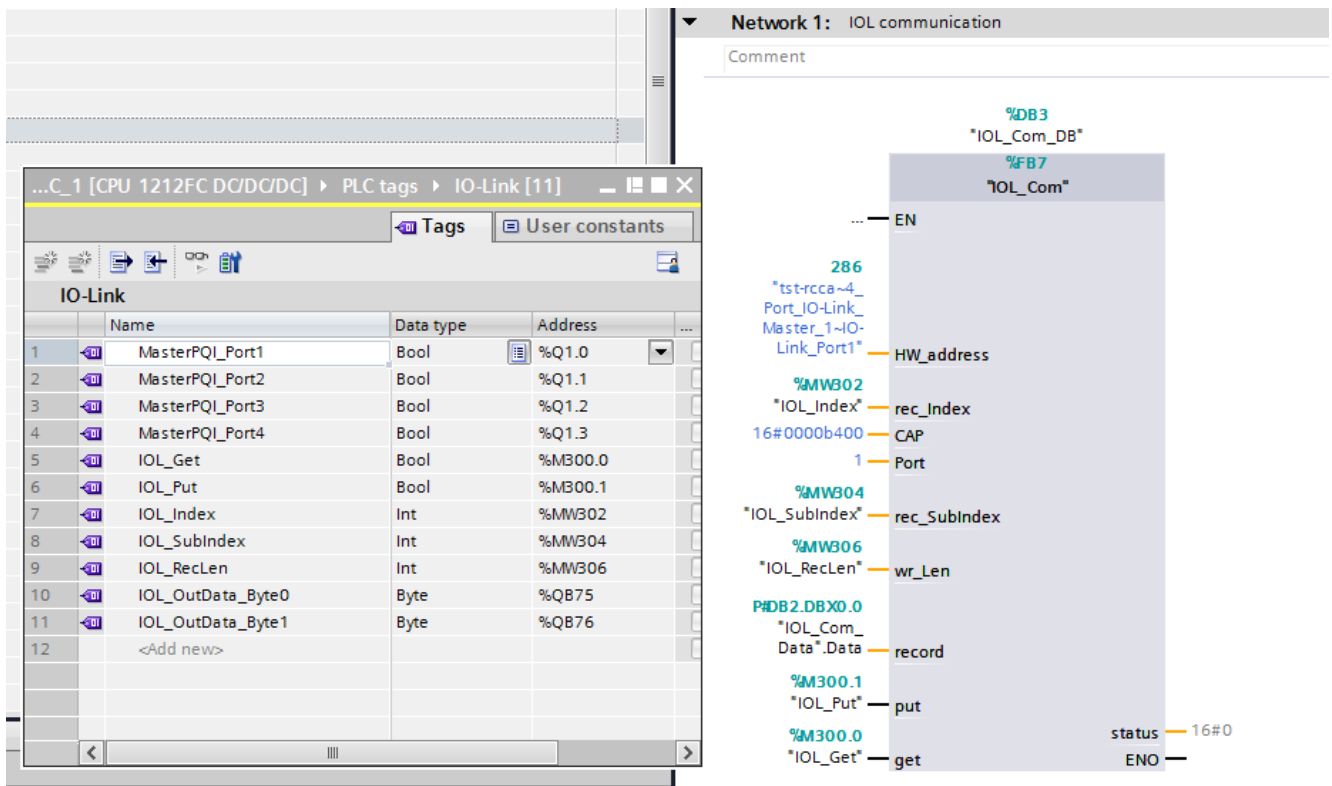 ...C_1 [CPU 1212FC DC/DC/DC] ▸ PLC tags ▸ IO-Link [11]
Tags
User constants
IO-Link
Name Data type Address ...
1 MasterPQI_Port1 Bool %Q1.0
2 MasterPQI_Port2 Bool %Q1.1
3 MasterPQI_Port3 Bool %Q1.2
4 MasterPQI_Port4 Bool %Q1.3
5 IOL_Get Bool %M300.0
6 IOL_Put Bool %M300.1
7 IOL_Index Int %MW302
8 IOL_SubIndex Int %MW304
9 IOL_RecLen Int %MW306
10 IOL_OutData_Byte0 Byte %QB75
11 IOL_OutData_Byte1 Byte %QB76
12 <Add new>
Network 1: IOL communication
Comment
%DB3
"IOL_Com_DB"
%FB7
"IOL_Com"
... EN
286
"tst-rcca~4_
Port_IO-Link_
Master_1~IO-
Link_Port1"
HW_address
%MW302
"IOL_Index" rec_Index
16#0000b400 CAP
1 Port
%MW304
"IOL_SubIndex" rec_SubIndex
%MW306
"IOL_RecLen" wr_Len
P#DB2.DBX0.0
"IOL_Com_
Data".Data record
%M300.1
"IOL_Put" put
%M300.0
"IOL_Get" get
status 16#0
ENO